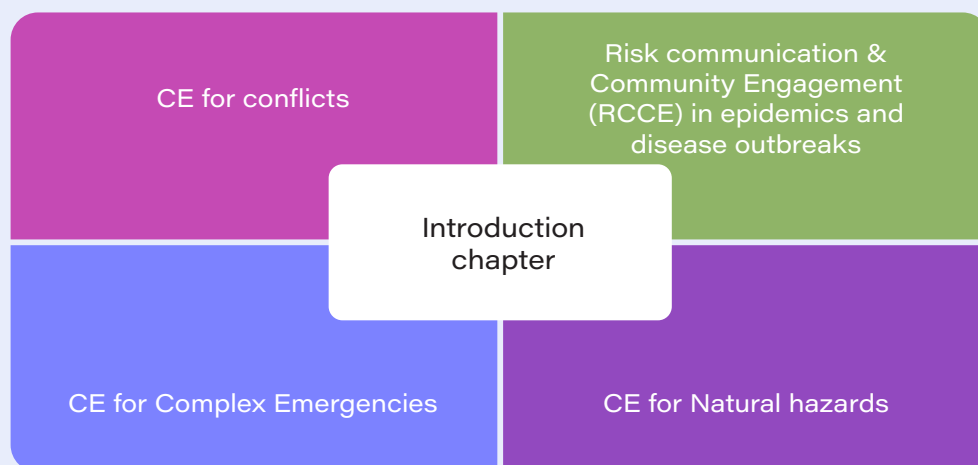 CE for conflicts
Risk communication &
Community Engagement
(RCCE) in epidemics and
disease outbreaks
Introduction
chapter
CE for Complex Emergencies
CE for Natural hazards